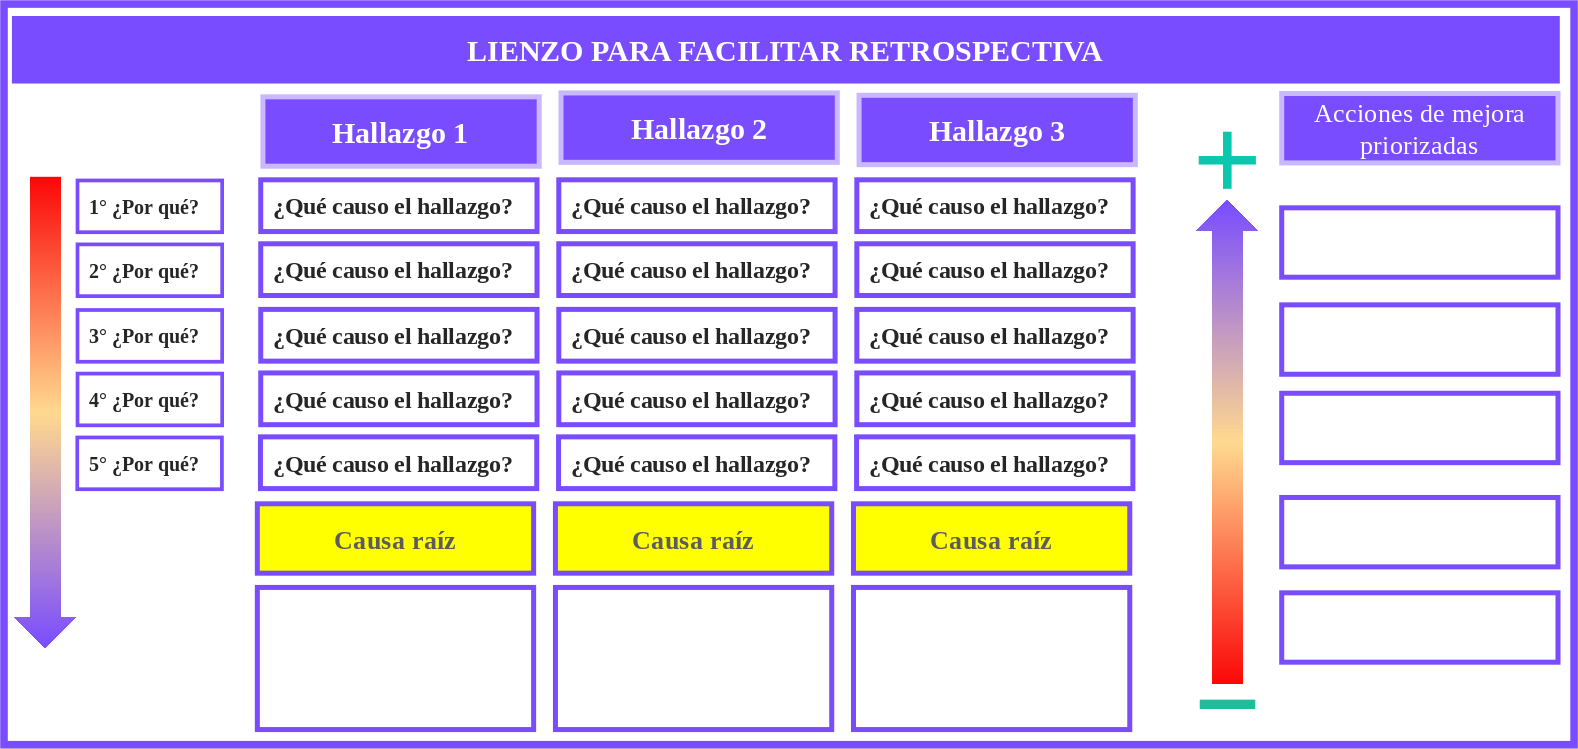 LIENZO PARA FACILITAR RETROSPECTIVA
Hallazgo 1
Hallazgo 2
Hallazgo 3
Acciones de mejora
priorizadas
1° ¿Por qué?
¿Qué causo el hallazgo?
¿Qué causo el hallazgo?
¿Qué causo el hallazgo?
2° ¿Por qué?
¿Qué causo el hallazgo?
¿Qué causo el hallazgo?
¿Qué causo el hallazgo?
3° ¿Por qué?
¿Qué causo el hallazgo?
¿Qué causo el hallazgo?
¿Qué causo el hallazgo?
4° ¿Por qué?
¿Qué causo el hallazgo?
¿Qué causo el hallazgo?
¿Qué causo el hallazgo?
5° ¿Por qué?
¿Qué causo el hallazgo?
¿Qué causo el hallazgo?
¿Qué causo el hallazgo?
Causa raíz
Causa raíz
Causa raíz